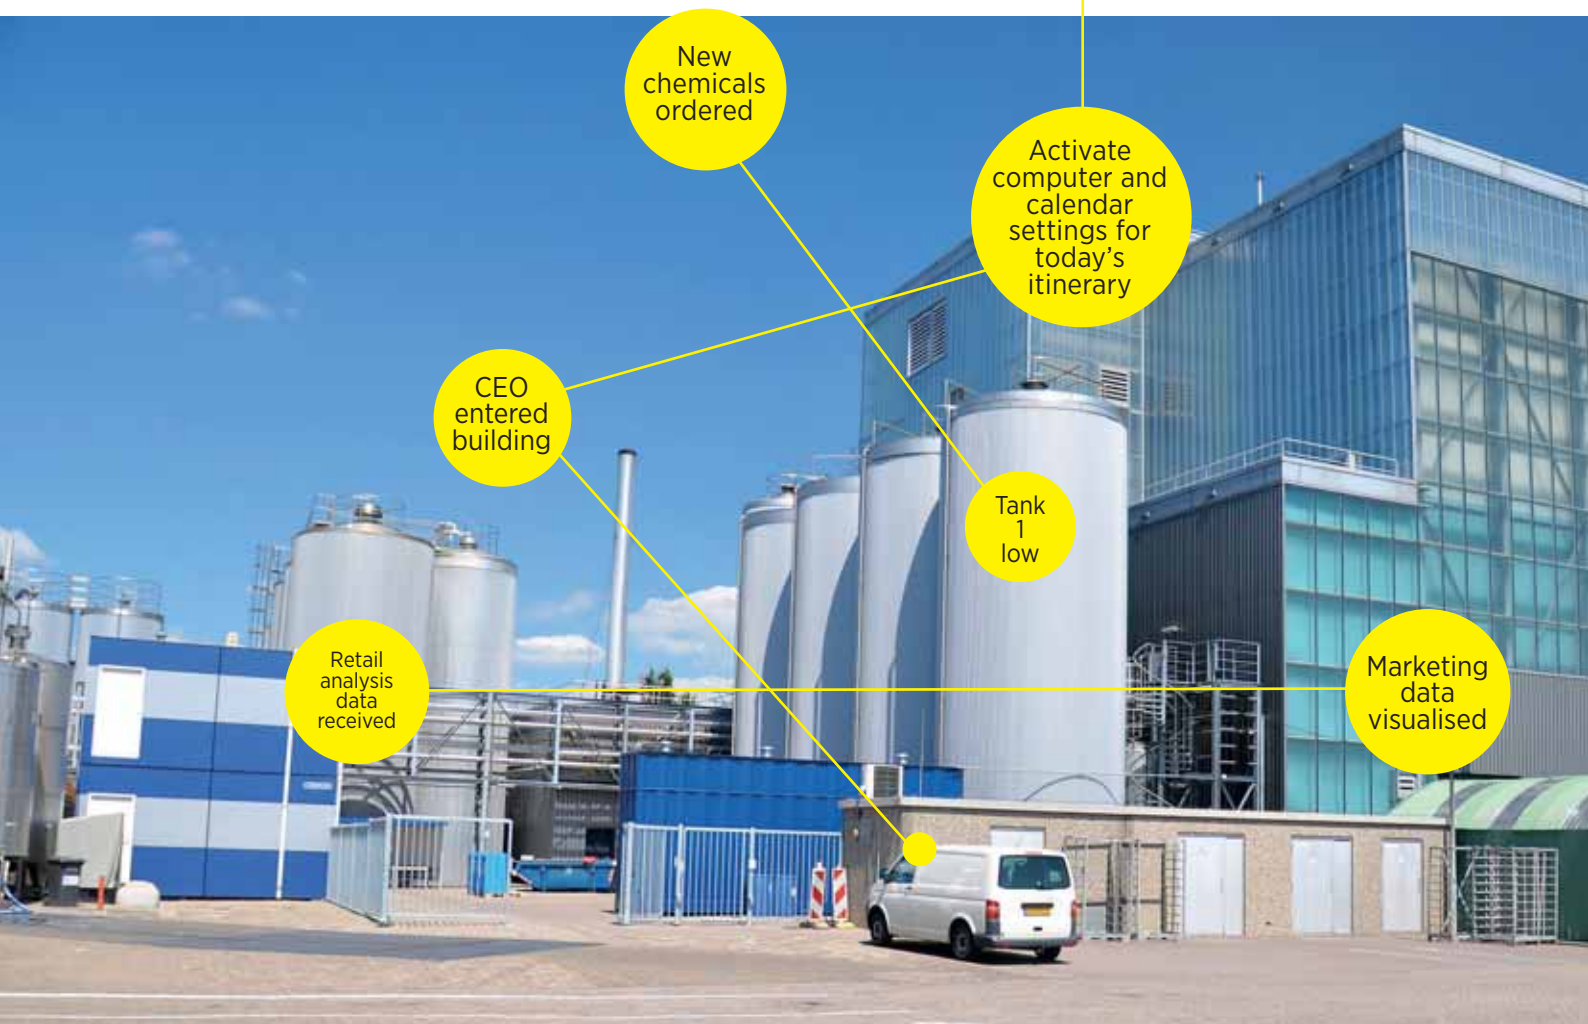 New
chemicals
ordered
Activate
computer and
calendar
settings for
today's
itinerary
CEO
entered
building
Tank
1
low
Retail
analysis
data
received
Marketing
data
visualised